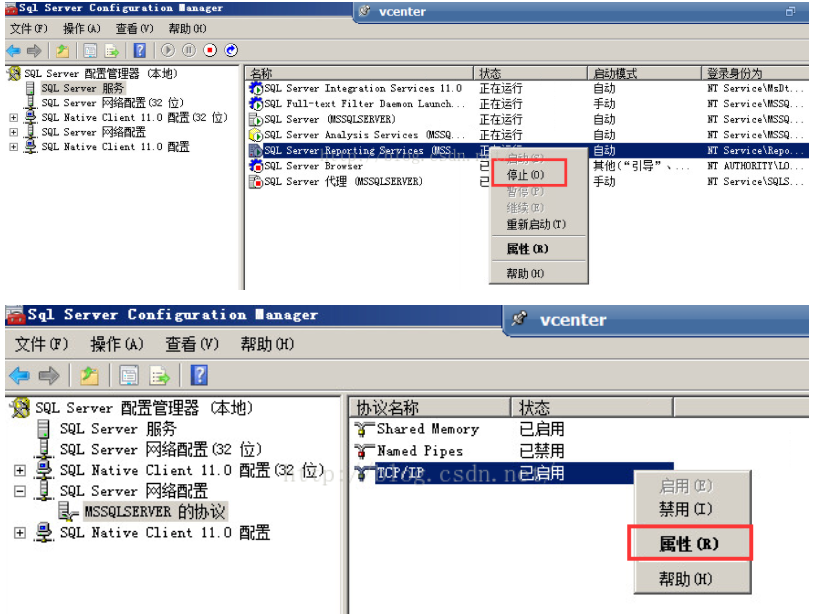 Sql Server Configuration Manager
vcenter
文件(F) 操作(A) 查看(V) 帮助(H)
SQL Server 配置管理器 (本地)
SQL Server 服务
SQL Server 网络配置(32 位)
SQL Native Client 11.0 配置(32 位)
SQL Server 网络配置
SQL Native Client 11.0 配置
名称 状态 启动模式 登录身份为
SQL Server Integration Services 11.0 正在运行 自动 NT Service\MsDt...
SQL Full-text Filter Daemon Launch... 正在运行 手动 NT Service\MSSQ...
SQL Server (MSSQLSERVER) 正在运行 自动 NT Service\MSSQ...
SQL Server Analysis Services (MSSQ... 正在运行 自动 NT Service\MSSQ...
SQL Server Reporting Services (MSS... 正在运行 自动 NT Service\Repo...
SQL Server Browser 已 其他(“引导”、... NT AUTHORITY\LO...
SQL Server 代理 (MSSQLSERVER) 已 手动 NT Service\SQLS...
启动(S)
停止(O)
暂停(P)
继续(E)
重新启动(T)
属性(R)
帮助(H)
Sql Server Configuration Manager
vcenter
文件(F) 操作(A) 查看(V) 帮助(H)
SQL Server 配置管理器 (本地)
SQL Server 服务
SQL Server 网络配置(32 位)
SQL Native Client 11.0 配置(32 位)
SQL Server 网络配置
MSSQLSERVER 的协议
SQL Native Client 11.0 配置
协议名称 状态
Shared Memory 已启用
Named Pipes 已禁用
TCP/IP 已启用
启用(E)
禁用(I)
属性(R)
帮助(H)